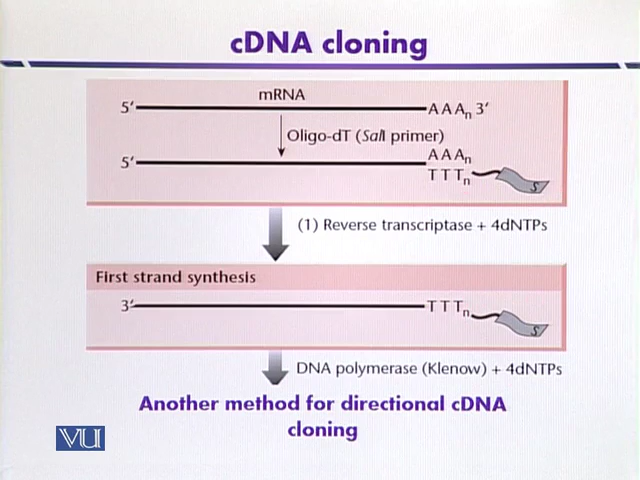 cDNA cloning
mRNA
5′ AAAn 3′
Oligo-dT (SalI primer)
5′ AAAn
TTTn
S
(1) Reverse transcriptase + 4dNTPs
First strand synthesis
3′ TTTn
S
DNA polymerase (Klenow) + 4dNTPs
Another method for directional cDNA
cloning
VU